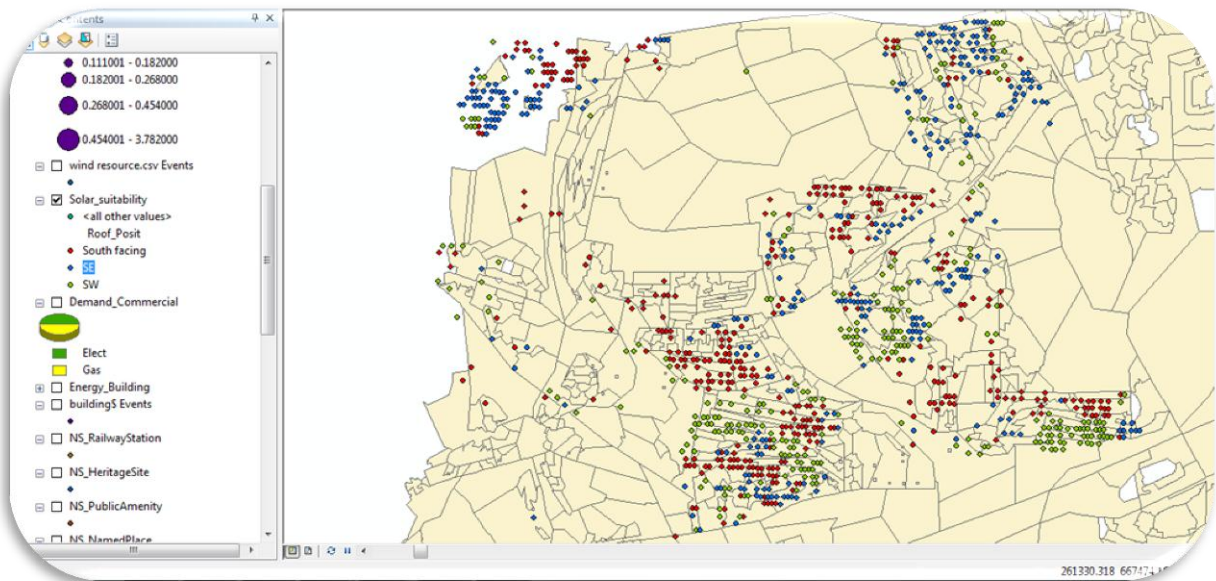 Contents
0.111001 - 0.182000
0.182001 - 0.268000
0.268001 - 0.454000
0.454001 - 3.782000
wind resource.csv Events
Solar_suitability
<all other values>
Roof_Posit
South facing
SE
SW
Demand_Commercial
Elect
Gas
Energy_Building
building$ Events
NS_RailwayStation
NS_HeritageSite
NS_PublicAmenity
NS_NamedPlace
261330.318 667474